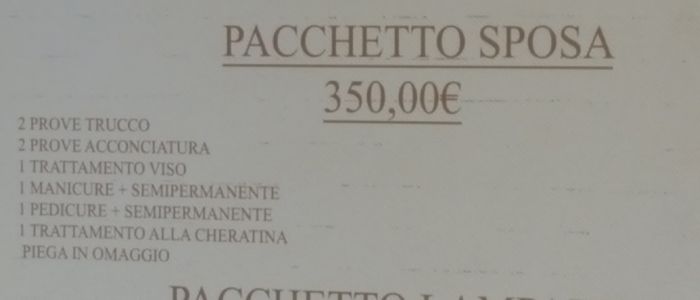 PACCHETTO SPOSA
350,00€
2 PROVE TRUCCO
2 PROVE ACCONCIATURA
1 TRATTAMENTO VISO
1 MANICURE + SEMIPERMANENTE
1 PEDICURE + SEMIPERMANENTE
1 TRATTAMENTO ALLA CHERATINA
PIEGA IN OMAGGIO
PACCHETTO